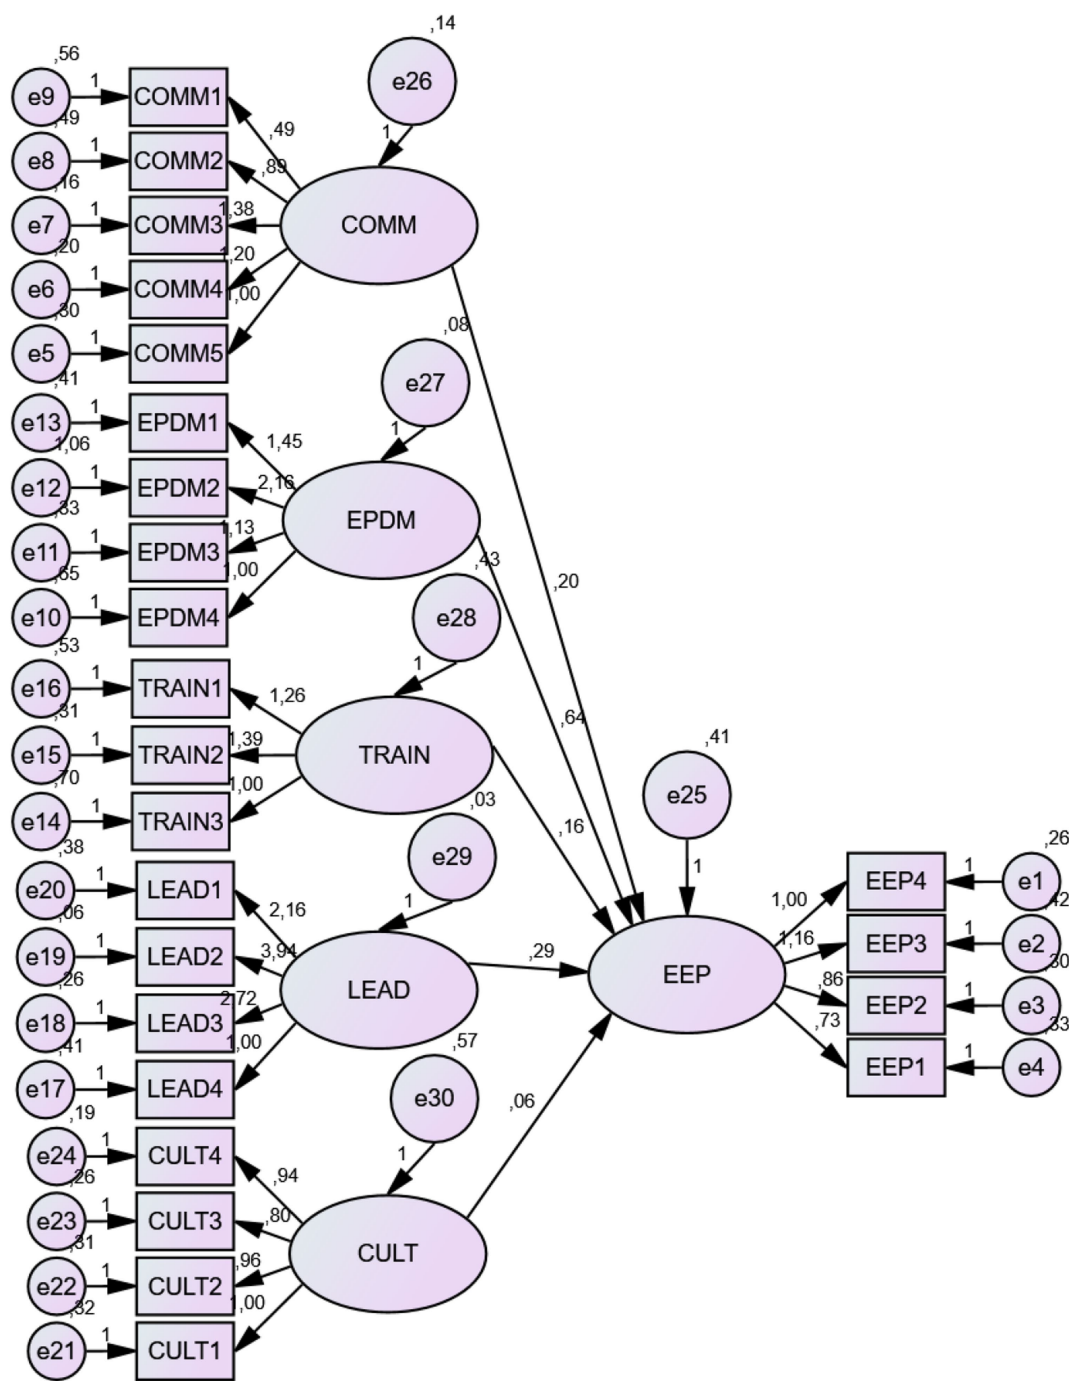 ,14
,56
e26
e9
1
COMM1
,49
1
,49
e8
1
COMM2
,89
,16
e7
1
COMM3
1,38
COMM
,20
e6
1
COMM4
1,20
,30
1,00
e5
1
COMM5
,08
,41
e27
e13
1
EPDM1
1,45
1
1,06
e12
1
EPDM2
2,16
,33
EPDM
e11
1
EPDM3
1,13
,65
1,00
,43
,20
e10
1
EPDM4
e28
,53
1
e16
1
TRAIN1
1,26
,31
,64
e15
1
TRAIN2
1,39
TRAIN
,41
,70
1,00
e25
e14
1
TRAIN3
,03
,16
,38
e29
1
,26
e20
1
LEAD1
2,16
1
1,00
EEP4
1
e1
,06
,42
e19
1
LEAD2
3,94
,29
1,16
EEP3
1
e2
,26
EEP
,30
e18
1
LEAD3
2,72
LEAD
,86
EEP2
1
e3
,41
1,00
,57
,73
,33
e17
1
LEAD4
e30
EEP1
1
e4
,19
,06
e24
1
CULT4
,94
1
,26
e23
1
CULT3
,80
,31
CULT
e22
1
CULT2
,96
,32
1,00
e21
1
CULT1